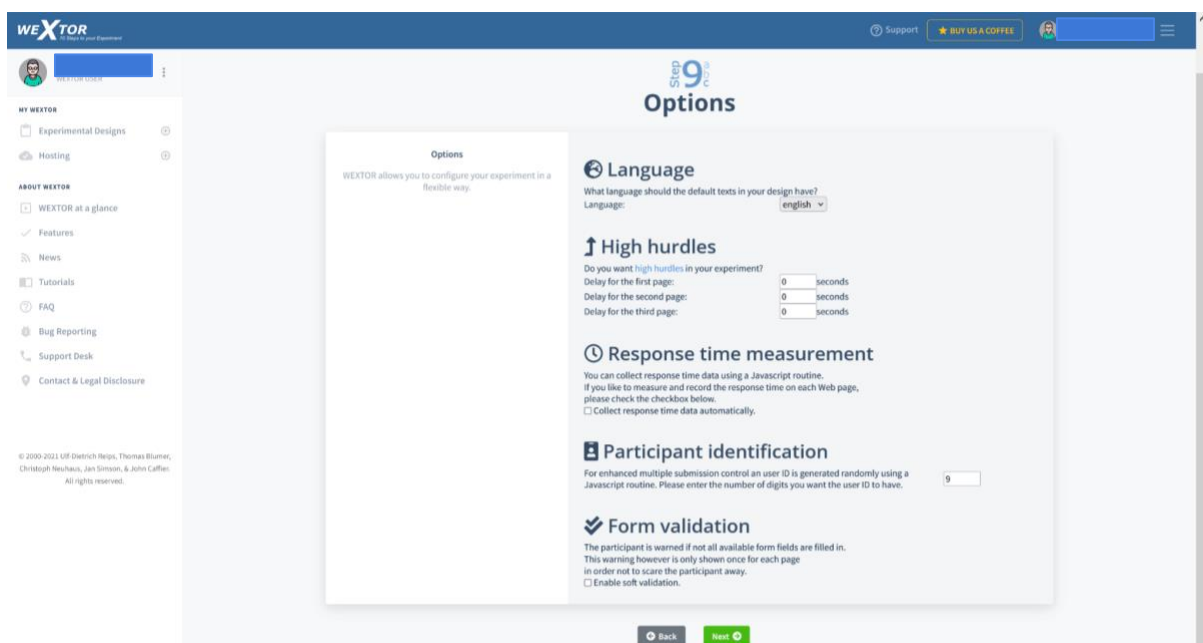 WEXTOR
10 Steps to your Experiment
Support
BUY US A COFFEE
WEXTOR USER
MY WEXTOR
Experimental Designs
Hosting
ABOUT WEXTOR
WEXTOR at a glance
Features
News
Tutorials
FAQ
Bug Reporting
Support Desk
Contact & Legal Disclosure
© 2000-2021 Ulf-Dietrich Reips, Thomas Blumer,
Christoph Neuhaus, Jan Simson, & John Caffier.
All rights reserved.
Step 9
Options
Options
WEXTOR allows you to configure your experiment in a
flexible way.
Language
What language should the default texts in your design have?
Language: english
High hurdles
Do you want high hurdles in your experiment?
Delay for the first page: 0 seconds
Delay for the second page: 0 seconds
Delay for the third page: 0 seconds
Response time measurement
You can collect response time data using a Javascript routine.
If you like to measure and record the response time on each Web page,
please check the checkbox below.
Collect response time data automatically.
Participant identification
For enhanced multiple submission control an user ID is generated randomly using a
Javascript routine. Please enter the number of digits you want the user ID to have. 9
Form validation
The participant is warned if not all available form fields are filled in.
This warning however is only shown once for each page
in order not to scare the participant away.
Enable soft validation.
Back Next